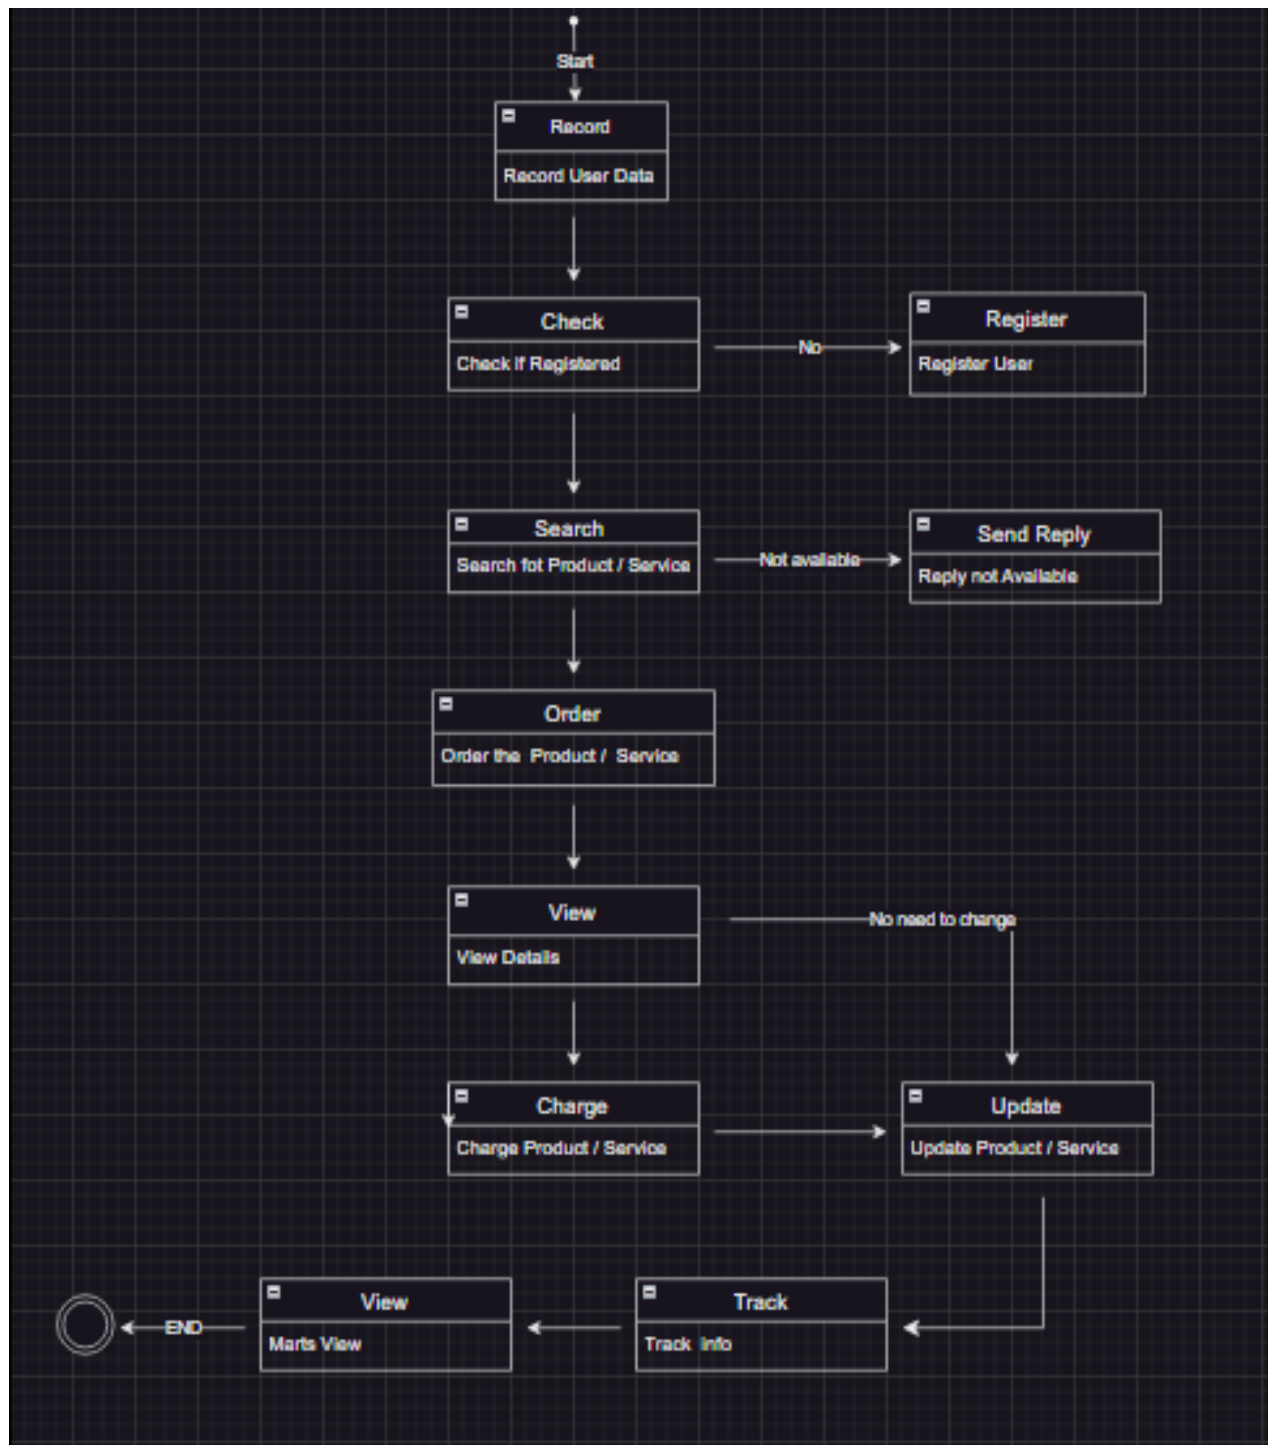 Start
Record
Record User Data
Check
Check if Registered
No
Register
Register User
Search
Search fot Product / Service
Not available
Send Reply
Reply not Available
Order
Order the Product / Service
View
View Details
No need to change
Charge
Charge Product / Service
Update
Update Product / Service
END
View
Marts View
Track
Track info